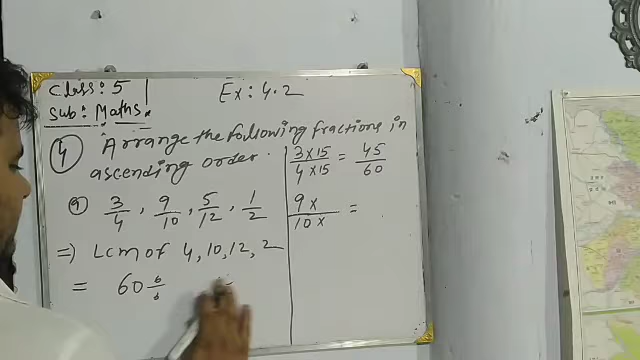 Class: 5
Sub: Maths.
Ex: 4.2
4 Arrange the following fractions in
ascending order.
a 3/4, 9/10, 5/12, 1/2
=> Lcm of 4, 10, 12, 2
= 60
3 x 15 / 4 x 15 = 45 / 60
9 x / 10 x =